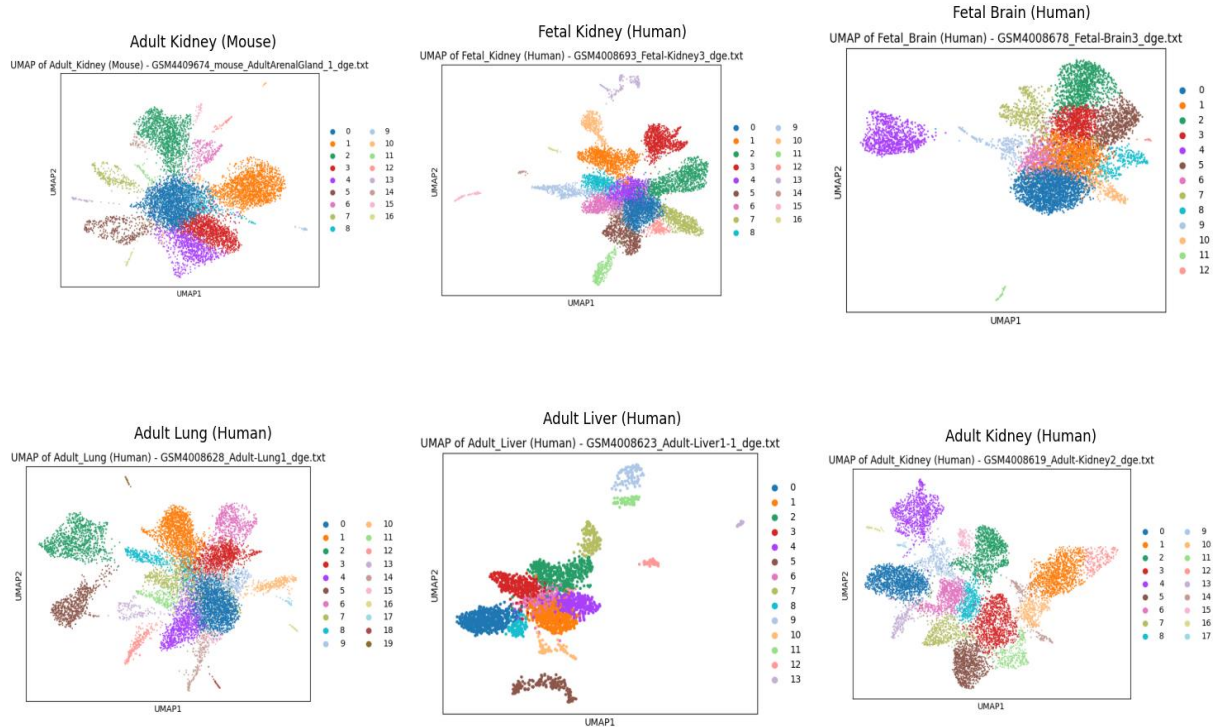 Adult Kidney (Mouse)
UMAP of Adult_Kidney (Mouse) - GSM4409674_mouse_AdultArenalGland_1_dge.txt
UMAP2
UMAP1
0 9
1 10
2 11
3 12
4 13
5 14
6 15
7 16
8
Fetal Kidney (Human)
UMAP of Fetal_Kidney (Human) - GSM4008693_Fetal-Kidney3_dge.txt
UMAP2
UMAP1
0 9
1 10
2 11
3 12
4 13
5 14
6 15
7 16
8
Fetal Brain (Human)
UMAP of Fetal_Brain (Human) - GSM4008678_Fetal-Brain3_dge.txt
UMAP2
UMAP1
0
1
2
3
4
5
6
7
8
9
10
11
12
Adult Lung (Human)
UMAP of Adult_Lung (Human) - GSM4008628_Adult-Lung1_dge.txt
UMAP2
UMAP1
0 10
1 11
2 12
3 13
4 14
5 15
6 16
7 17
8 18
9 19
Adult Liver (Human)
UMAP of Adult_Liver (Human) - GSM4008623_Adult-Liver1-1_dge.txt
UMAP2
UMAP1
0
1
2
3
4
5
6
7
8
9
10
11
12
13
Adult Kidney (Human)
UMAP of Adult_Kidney (Human) - GSM4008619_Adult-Kidney2_dge.txt
UMAP2
UMAP1
0 9
1 10
2 11
3 12
4 13
5 14
6 15
7 16
8 17